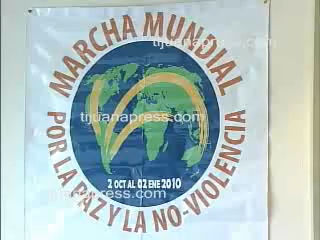 MARCHA MUNDIAL
POR LA PAZ Y LA NO-VIOLENCIA
2 OCT AL 02 ENE 2010
tijuanapress.com
tijuanapress.com
tijuanapress.com